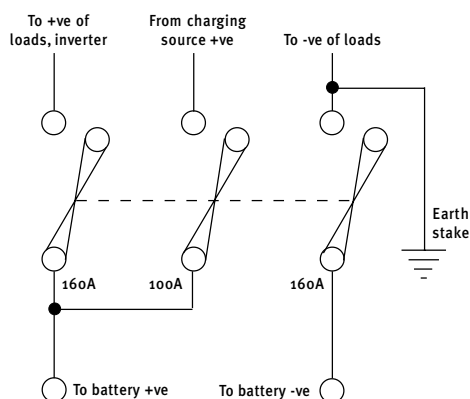 To +ve of
loads, inverter
From charging
source +ve
To -ve of loads
Earth
stake
160A
100A
160A
To battery +ve
To battery -ve